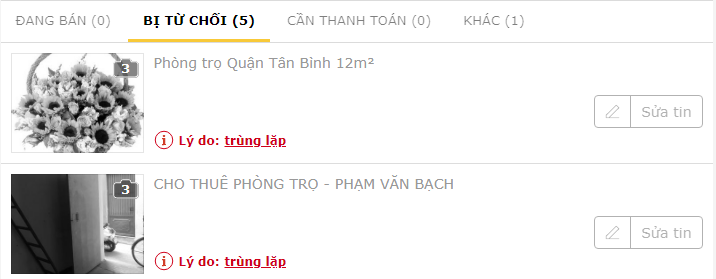 ĐANG BÁN (0) BỊ TỪ CHỐI (5) CẦN THANH TOÁN (0) KHÁC (1)
3
Phòng trọ Quận Tân Bình 12m²
Sửa tin
Lý do: trùng lặp
3
CHO THUÊ PHÒNG TRỌ - PHẠM VĂN BẠCH
Sửa tin
Lý do: trùng lặp